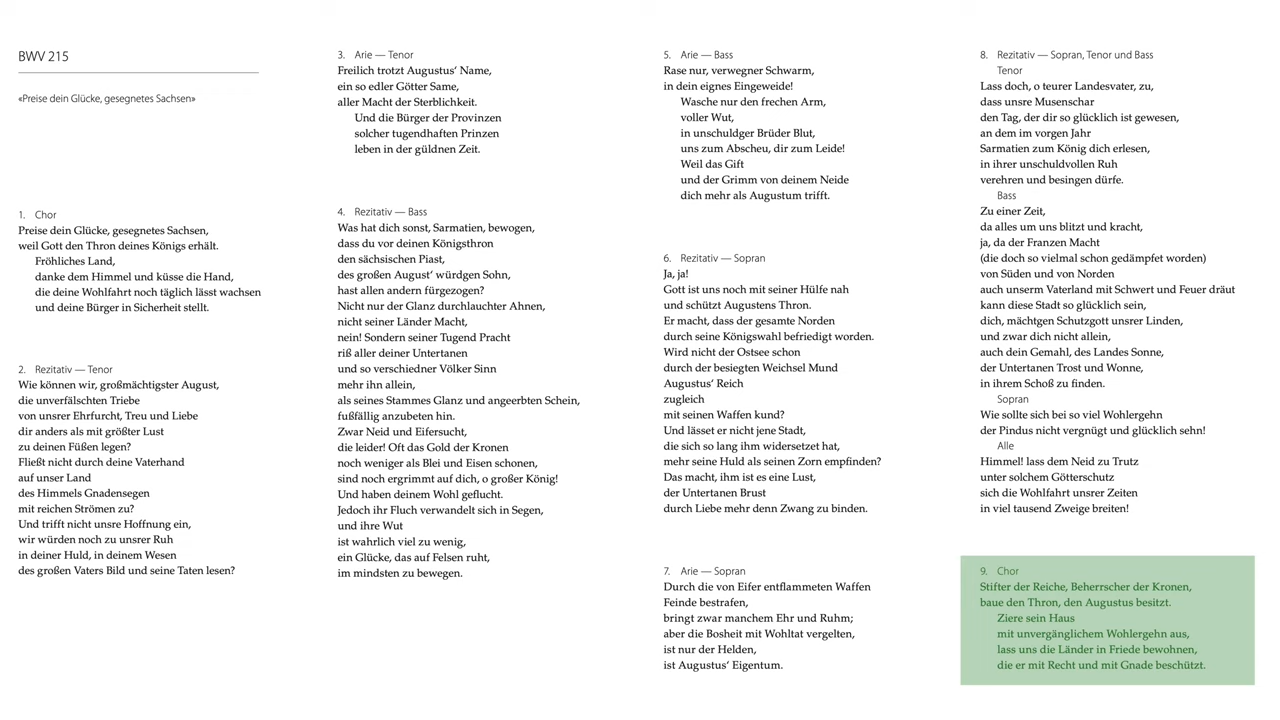 BWV 215
«Preise dein Glücke, gesegnetes Sachsen»
1. Chor
Preise dein Glücke, gesegnetes Sachsen,
weil Gott den Thron deines Königs erhält.
Fröhliches Land,
danke dem Himmel und küsse die Hand,
die deine Wohlfahrt noch täglich lässt wachsen
und deine Bürger in Sicherheit stellt.
2. Rezitativ — Tenor
Wie können wir, großmächtigster August,
die unverfälschten Triebe
von unsrer Ehrfurcht, Treu und Liebe
dir anders als mit größter Lust
zu deinen Füßen legen?
Fließt nicht durch deine Vaterhand
auf unser Land
des Himmels Gnadensegen
mit reichen Strömen zu?
Und trifft nicht unsre Hoffnung ein,
wir würden noch zu unsrer Ruh
in deiner Huld, in deinem Wesen
des großen Vaters Bild und seine Taten lesen?
3. Arie — Tenor
Freilich trotzt Augustus‘ Name,
ein so edler Götter Same,
aller Macht der Sterblichkeit.
Und die Bürger der Provinzen
solcher tugendhaften Prinzen
leben in der güldnen Zeit.
4. Rezitativ — Bass
Was hat dich sonst, Sarmatien, bewogen,
dass du vor deinen Königsthron
den sächsischen Piast,
des großen August‘ würdgen Sohn,
hast allen andern fürgezogen?
Nicht nur der Glanz durchlauchter Ahnen,
nicht seiner Länder Macht,
nein! Sondern seiner Tugend Pracht
riß aller deiner Untertanen
und so verschiedner Völker Sinn
mehr ihn allein,
als seines Stammes Glanz und angeerbten Schein,
fußfällig anzubeten hin.
Zwar Neid und Eifersucht,
die leider! Oft das Gold der Kronen
noch weniger als Blei und Eisen schonen,
sind noch ergrimmt auf dich, o großer König!
Und haben deinem Wohl geflucht.
Jedoch ihr Fluch verwandelt sich in Segen,
und ihre Wut
ist wahrlich viel zu wenig,
ein Glücke, das auf Felsen ruht,
im mindsten zu bewegen.
5. Arie — Bass
Rase nur, verwegner Schwarm,
in dein eignes Eingeweide!
Wasche nur den frechen Arm,
voller Wut,
in unschuldger Brüder Blut,
uns zum Abscheu, dir zum Leide!
Weil das Gift
und der Grimm von deinem Neide
dich mehr als Augustum trifft.
6. Rezitativ — Sopran
Ja, ja!
Gott ist uns noch mit seiner Hülfe nah
und schützt Augustens Thron.
Er macht, dass der gesamte Norden
durch seine Königswahl befriedigt worden.
Wird nicht der Ostsee schon
durch der besiegten Weichsel Mund
Augustus‘ Reich
zugleich
mit seinen Waffen kund?
Und lässet er nicht jene Stadt,
die sich so lang ihm widersetzet hat,
mehr seine Huld als seinen Zorn empfinden?
Das macht, ihm ist es eine Lust,
der Untertanen Brust
durch Liebe mehr denn Zwang zu binden.
7. Arie — Sopran
Durch die von Eifer entflammeten Waffen
Feinde bestrafen,
bringt zwar manchem Ehr und Ruhm;
aber die Bosheit mit Wohltat vergelten,
ist nur der Helden,
ist Augustus‘ Eigentum.
8. Rezitativ — Sopran, Tenor und Bass
Tenor
Lass doch, o teurer Landesvater, zu,
dass unsre Musenschar
den Tag, der dir so glücklich ist gewesen,
an dem im vorgen Jahr
Sarmatien zum König dich erlesen,
in ihrer unschuldvollen Ruh
verehren und besingen dürfe.
Bass
Zu einer Zeit,
da alles um uns blitzt und kracht,
ja, da der Franzen Macht
(die doch so vielmal schon gedämpfet worden)
von Süden und von Norden
auch unserm Vaterland mit Schwert und Feuer dräut
kann diese Stadt so glücklich sein,
dich, mächtgen Schutzgott unsrer Linden,
und zwar dich nicht allein,
auch dein Gemahl, des Landes Sonne,
der Untertanen Trost und Wonne,
in ihrem Schoß zu finden.
Sopran
Wie sollte sich bei so viel Wohlergehn
der Pindus nicht vergnügt und glücklich sehn!
Alle
Himmel! lass dem Neid zu Trutz
unter solchem Götterschutz
sich die Wohlfahrt unsrer Zeiten
in viel tausend Zweige breiten!
9. Chor
Stifter der Reiche, Beherrscher der Kronen,
baue den Thron, den Augustus besitzt.
Ziere sein Haus
mit unvergänglichem Wohlergehn aus,
lass uns die Länder in Friede bewohnen,
die er mit Recht und mit Gnade beschützt.